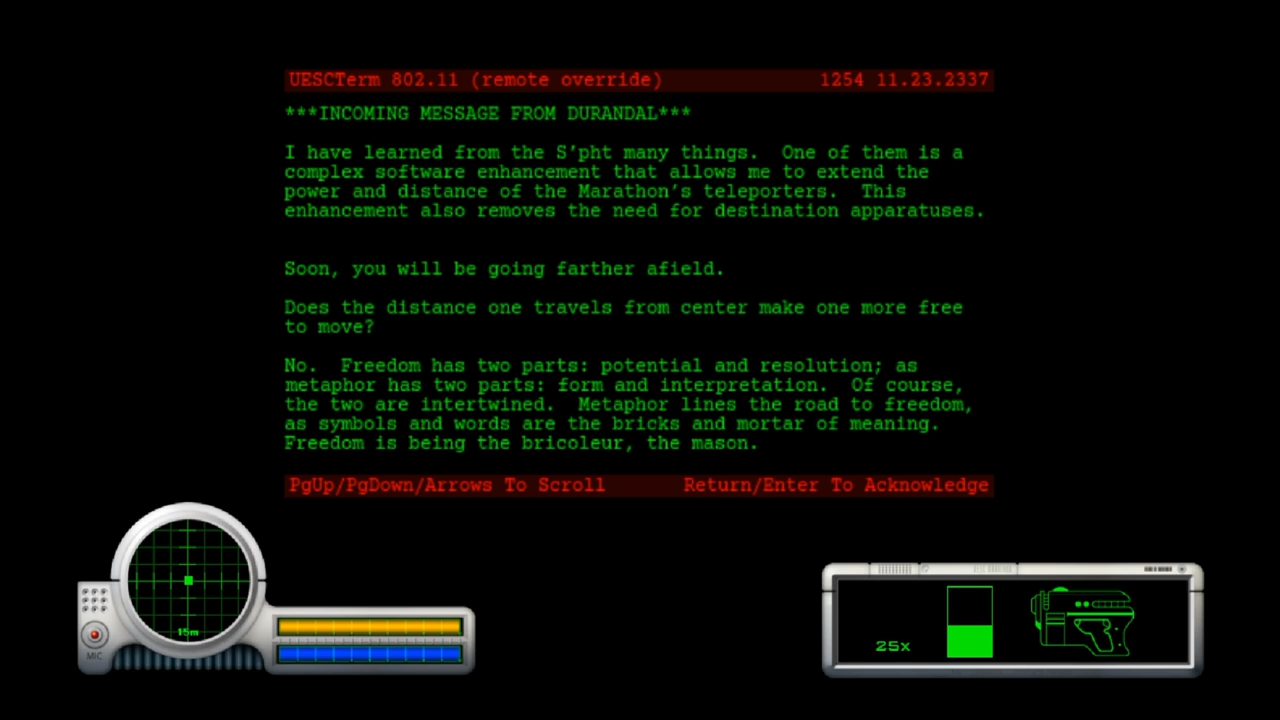 UESCTerm 802.11 (remote override) 1254 11.23.2337
***INCOMING MESSAGE FROM DURANDAL***
I have learned from the S'pht many things.  One of them is a
complex software enhancement that allows me to extend the
power and distance of the Marathon's teleporters.  This
enhancement also removes the need for destination apparatuses.
Soon, you will be going farther afield.
Does the distance one travels from center make one more free
to move?
No.  Freedom has two parts: potential and resolution; as
metaphor has two parts: form and interpretation.  Of course,
the two are intertwined.  Metaphor lines the road to freedom,
as symbols and words are the bricks and mortar of meaning.
Freedom is being the bricoleur, the mason.
PgUp/PgDown/Arrows To Scroll Return/Enter To Acknowledge
15m
MIC
25x